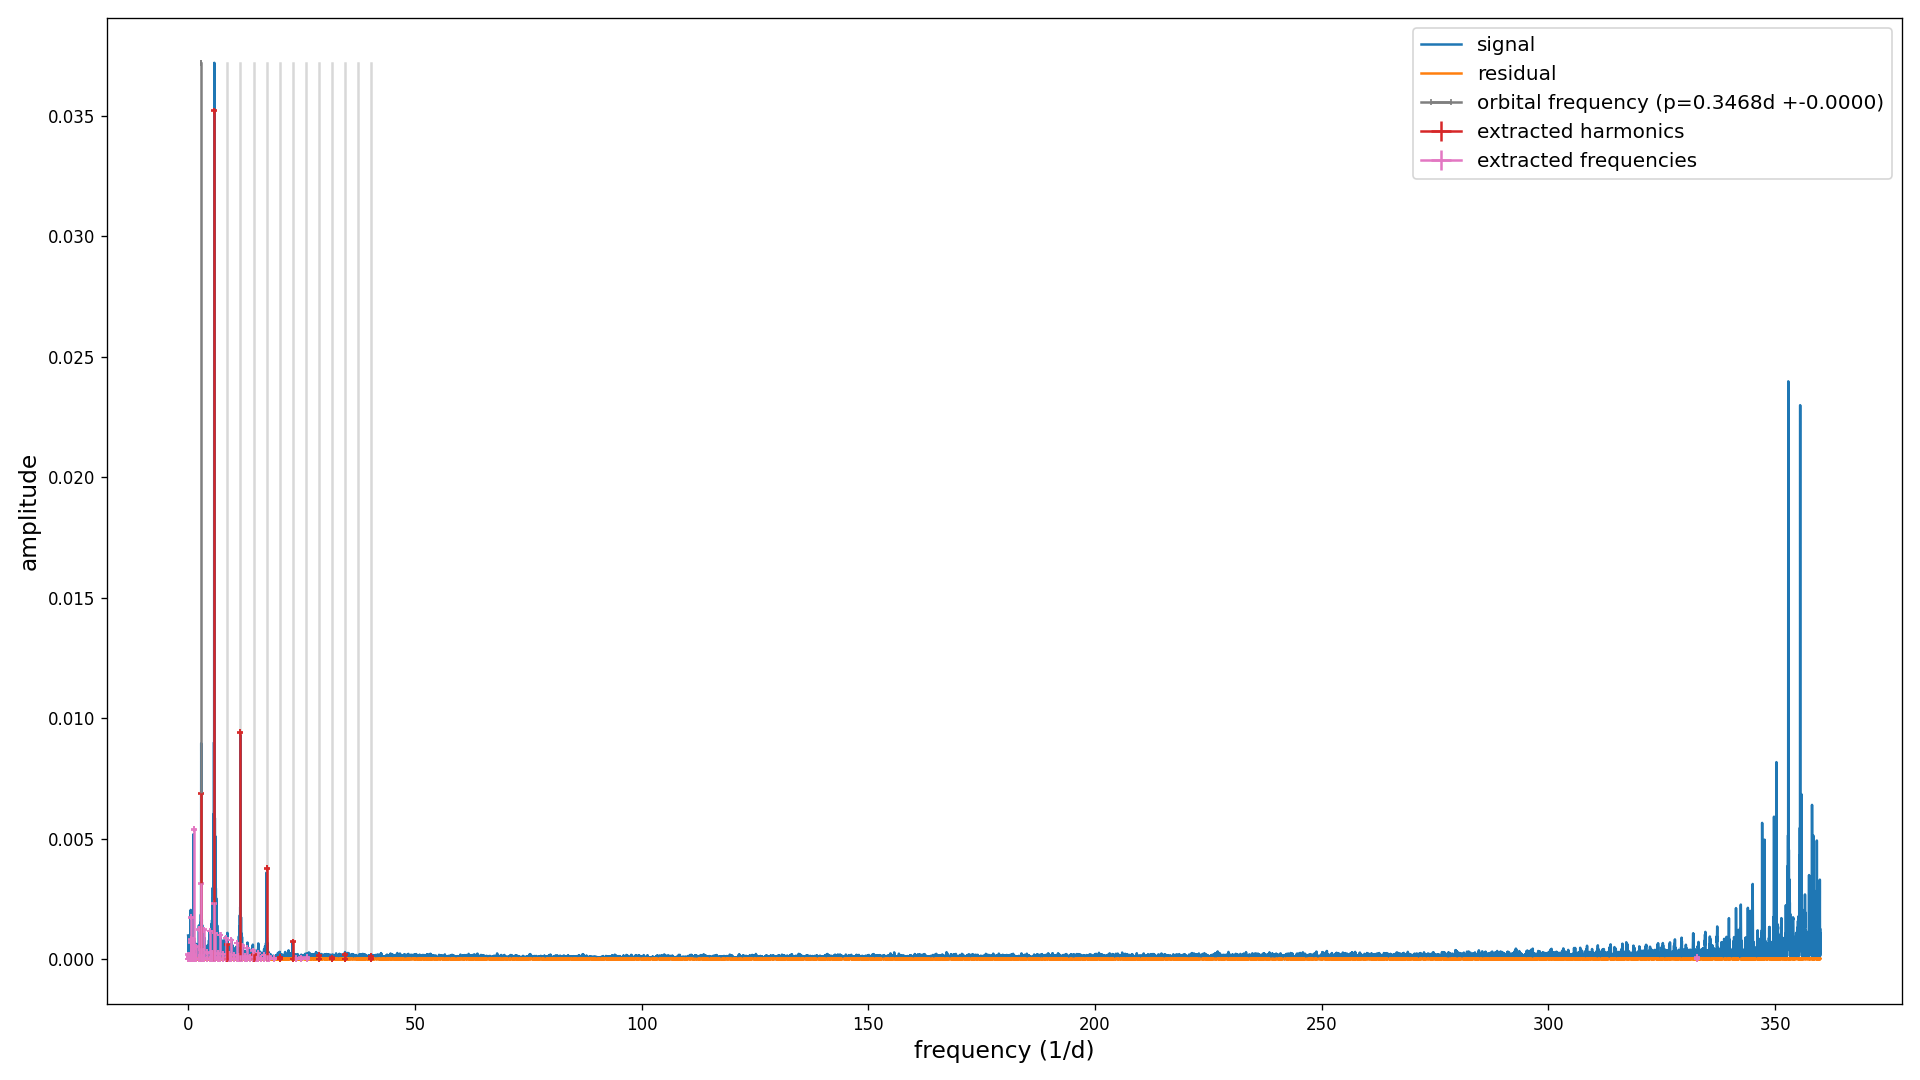 signal
residual
orbital frequency (p=0.3468d +-0.0000)
extracted harmonics
extracted frequencies
amplitude
0.035
0.030
0.025
0.020
0.015
0.010
0.005
0.000
0 50 100 150 200 250 300 350
frequency (1/d)